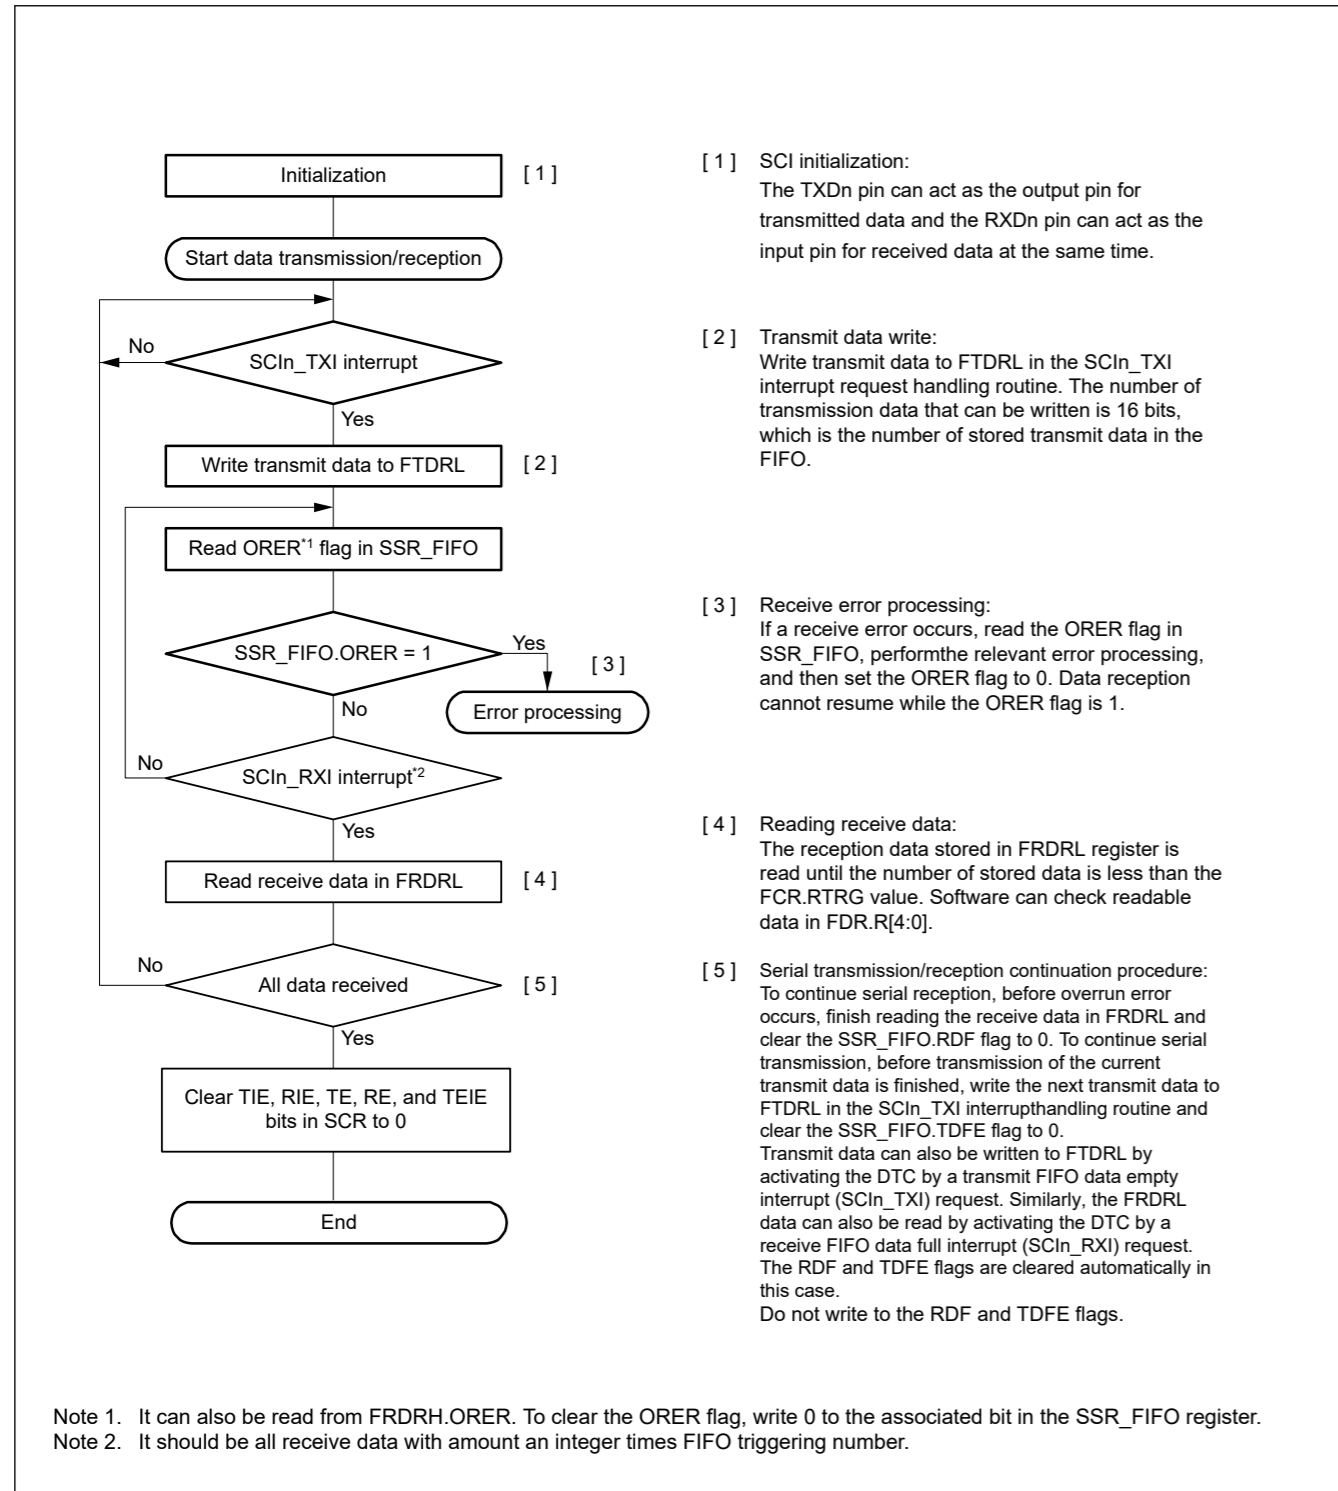 Initialization
[ 1 ]
Start data transmission/reception
No
SCIn_TXI interrupt
Yes
Write transmit data to FTDRL
[ 2 ]
Read ORER*1 flag in SSR_FIFO
SSR_FIFO.ORER = 1
Yes
[ 3 ]
Error processing
No
No
SCIn_RXI interrupt*2
Yes
Read receive data in FRDRL
[ 4 ]
No
All data received
[ 5 ]
Yes
Clear TIE, RIE, TE, RE, and TEIE
bits in SCR to 0
End
[ 1 ] SCI initialization:
The TXDn pin can act as the output pin for
transmitted data and the RXDn pin can act as the
input pin for received data at the same time.
[ 2 ] Transmit data write:
Write transmit data to FTDRL in the SCIn_TXI
interrupt request handling routine. The number of
transmission data that can be written is 16 bits,
which is the number of stored transmit data in the
FIFO.
[ 3 ] Receive error processing:
If a receive error occurs, read the ORER flag in
SSR_FIFO, performthe relevant error processing,
and then set the ORER flag to 0. Data reception
cannot resume while the ORER flag is 1.
[ 4 ] Reading receive data:
The reception data stored in FRDRL register is
read until the number of stored data is less than the
FCR.RTRG value. Software can check readable
data in FDR.R[4:0].
[ 5 ] Serial transmission/reception continuation procedure:
To continue serial reception, before overrun error
occurs, finish reading the receive data in FRDRL and
clear the SSR_FIFO.RDF flag to 0. To continue serial
transmission, before transmission of the current
transmit data is finished, write the next transmit data to
FTDRL in the SCIn_TXI interrupthandling routine and
clear the SSR_FIFO.TDFE flag to 0.
Transmit data can also be written to FTDRL by
activating the DTC by a transmit FIFO data empty
interrupt (SCIn_TXI) request. Similarly, the FRDRL
data can also be read by activating the DTC by a
receive FIFO data full interrupt (SCIn_RXI) request.
The RDF and TDFE flags are cleared automatically in
this case.
Do not write to the RDF and TDFE flags.
Note 1. It can also be read from FRDRH.ORER. To clear the ORER flag, write 0 to the associated bit in the SSR_FIFO register.
Note 2. It should be all receive data with amount an integer times FIFO triggering number.